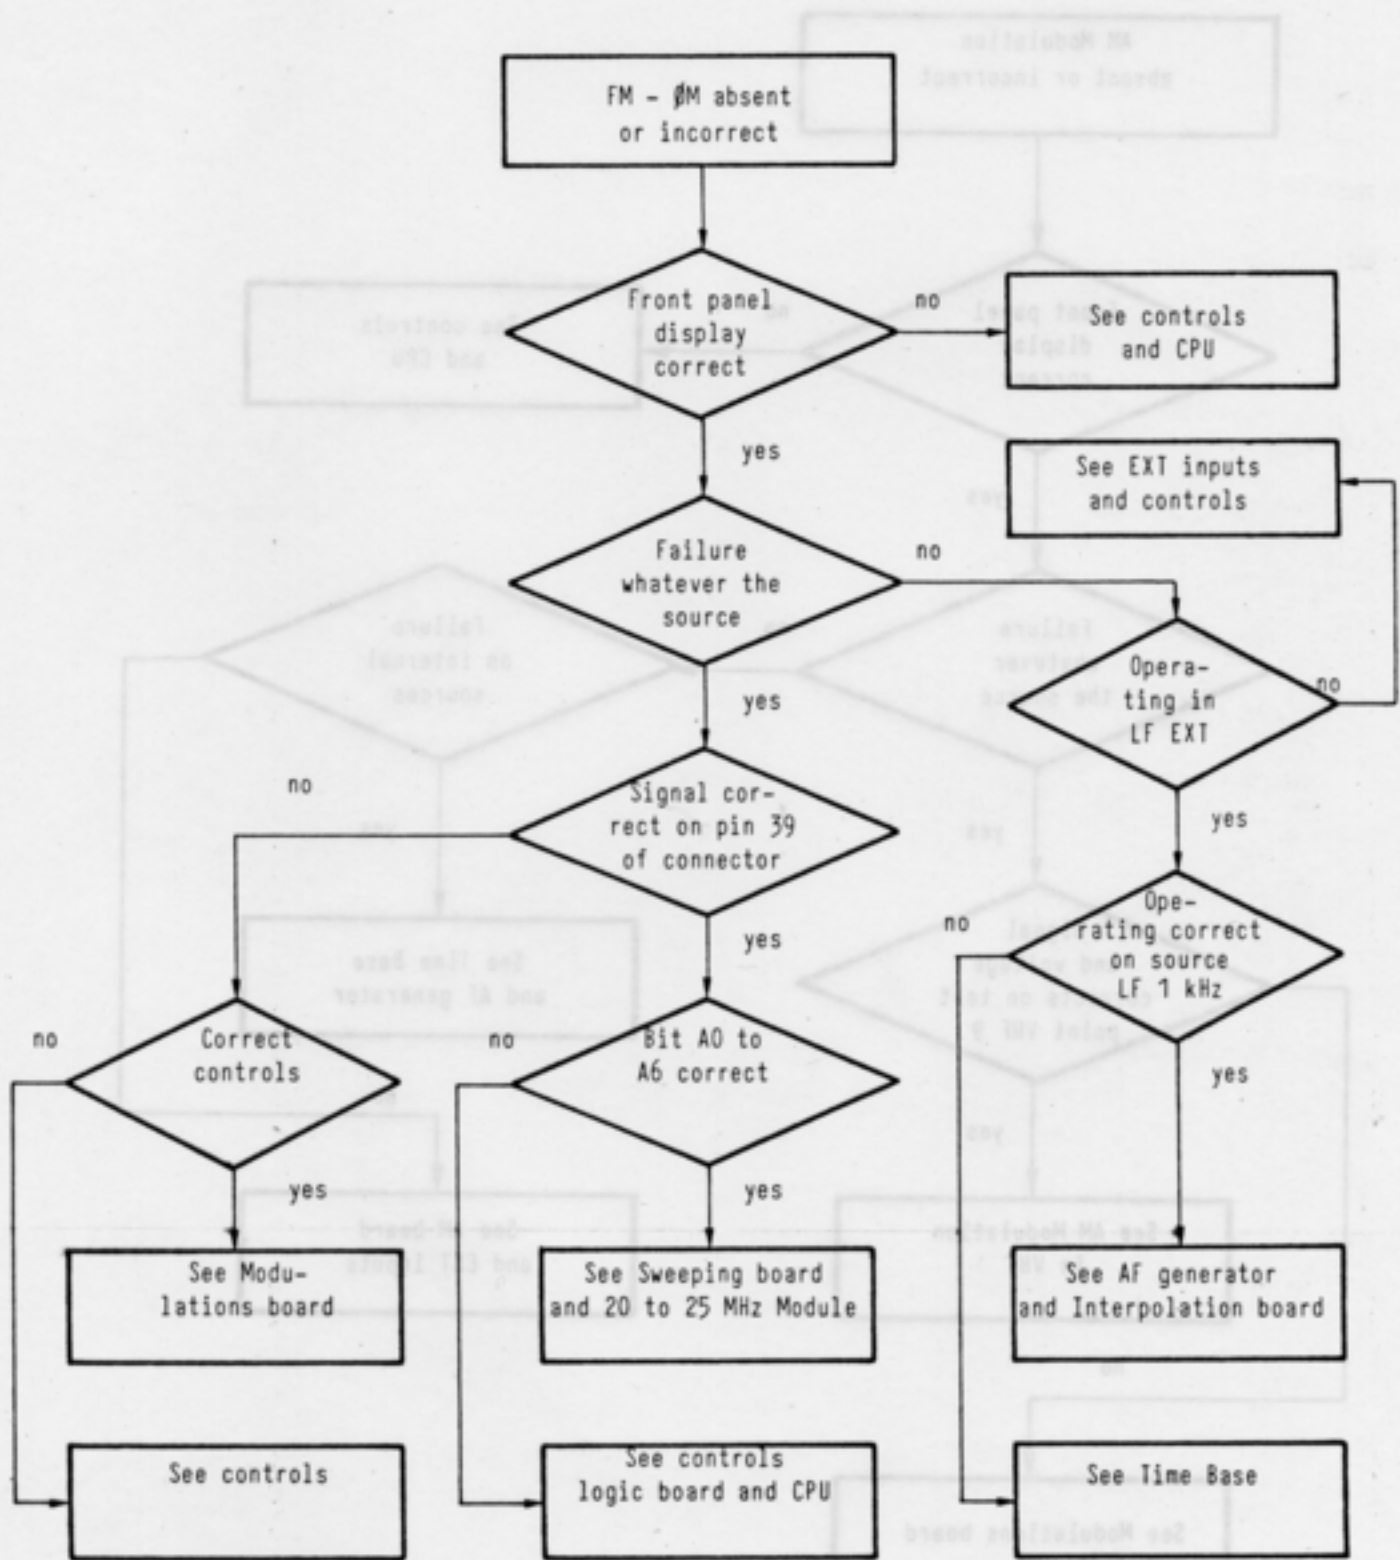 FM - ØM absent
or incorrect
Front panel
display
correct
no
See controls
and CPU
yes
See EXT inputs
and controls
Failure
whatever the
source
no
Opera-
ting in
LF EXT
no
yes
yes
no
Signal cor-
rect on pin 39
of connector
yes
no
Ope-
rating correct
on source
LF 1 kHz
yes
no
Correct
controls
yes
no
Bit A0 to
A6 correct
yes
See Modu-
lations board
See Sweeping board
and 20 to 25 MHz Module
See AF generator
and Interpolation board
See controls
See controls
logic board and CPU
See Time Base